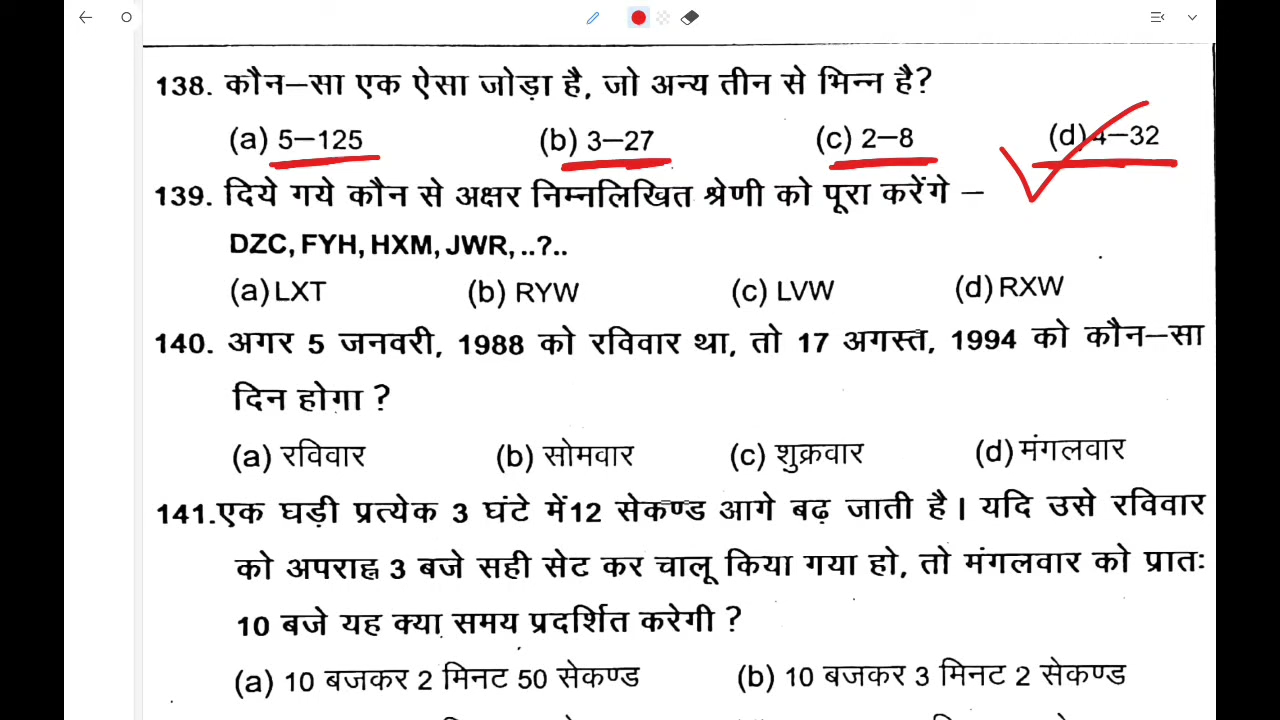 138. कौन–सा एक ऐसा जोड़ा है, जो अन्य तीन से भिन्न है?
(a) 5–125 (b) 3–27 (c) 2–8 (d) 4–32
139. दिये गये कौन से अक्षर निम्नलिखित श्रेणी को पूरा करेंगे –
DZC, FYH, HXM, JWR, ..?..
(a) LXT (b) RYW (c) LVW (d) RXW
140. अगर 5 जनवरी, 1988 को रविवार था, तो 17 अगस्त, 1994 को कौन–सा
दिन होगा ?
(a) रविवार (b) सोमवार (c) शुक्रवार (d) मंगलवार
141. एक घड़ी प्रत्येक 3 घंटे में 12 सेकण्ड आगे बढ़ जाती है। यदि उसे रविवार
को अपराह्न 3 बजे सही सेट कर चालू किया गया हो, तो मंगलवार को प्रातः
10 बजे यह क्या समय प्रदर्शित करेगी ?
(a) 10 बजकर 2 मिनट 50 सेकण्ड (b) 10 बजकर 3 मिनट 2 सेकण्ड